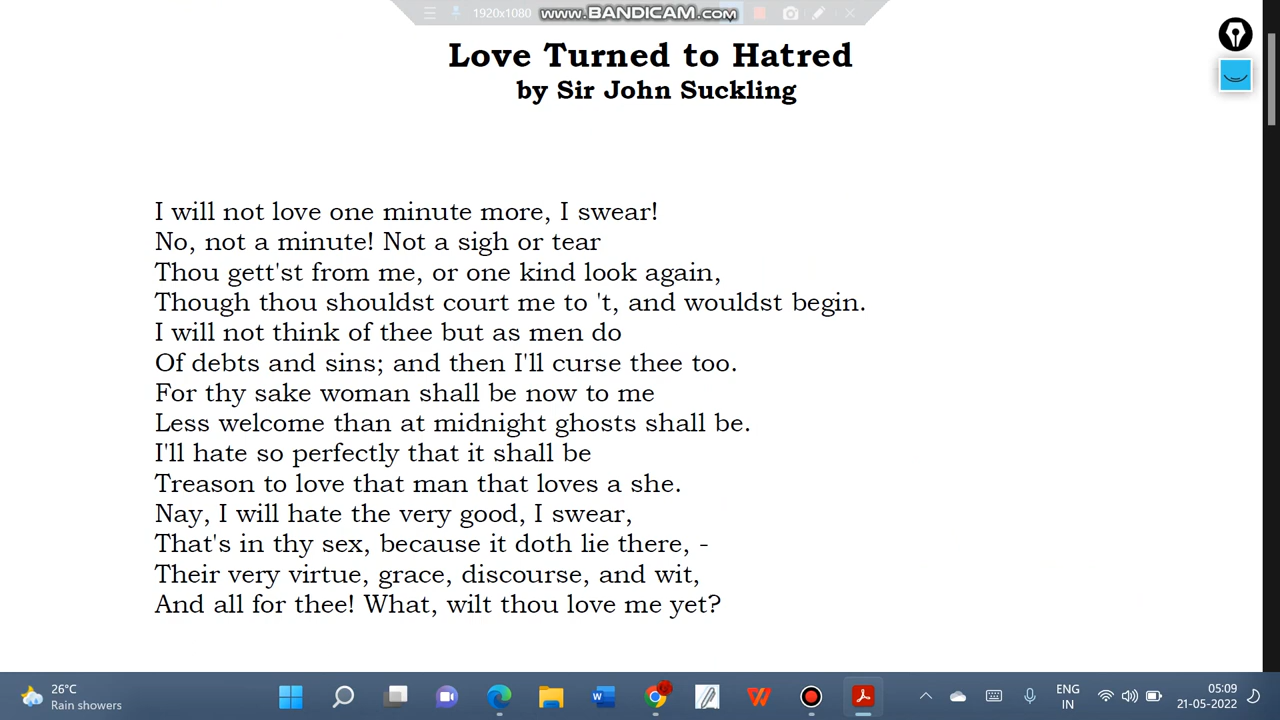 1920x1080 www.BANDICAM.com
Love Turned to Hatred
by Sir John Suckling
I will not love one minute more, I swear!
No, not a minute! Not a sigh or tear
Thou gett'st from me, or one kind look again,
Though thou shouldst court me to 't, and wouldst begin.
I will not think of thee but as men do
Of debts and sins; and then I'll curse thee too.
For thy sake woman shall be now to me
Less welcome than at midnight ghosts shall be.
I'll hate so perfectly that it shall be
Treason to love that man that loves a she.
Nay, I will hate the very good, I swear,
That's in thy sex, because it doth lie there, -
Their very virtue, grace, discourse, and wit,
And all for thee! What, wilt thou love me yet?
26°C
Rain showers
ENG
IN
05:09
21-05-2022